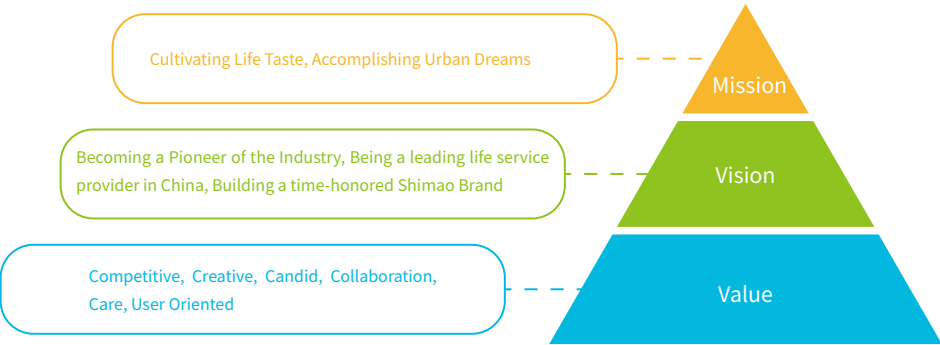 Cultivating Life Taste, Accomplishing Urban Dreams
Mission
Becoming a Pioneer of the Industry, Being a leading life service
provider in China, Building a time-honored Shimao Brand
Vision
Competitive, Creative, Candid, Collaboration,
Care, User Oriented
Value